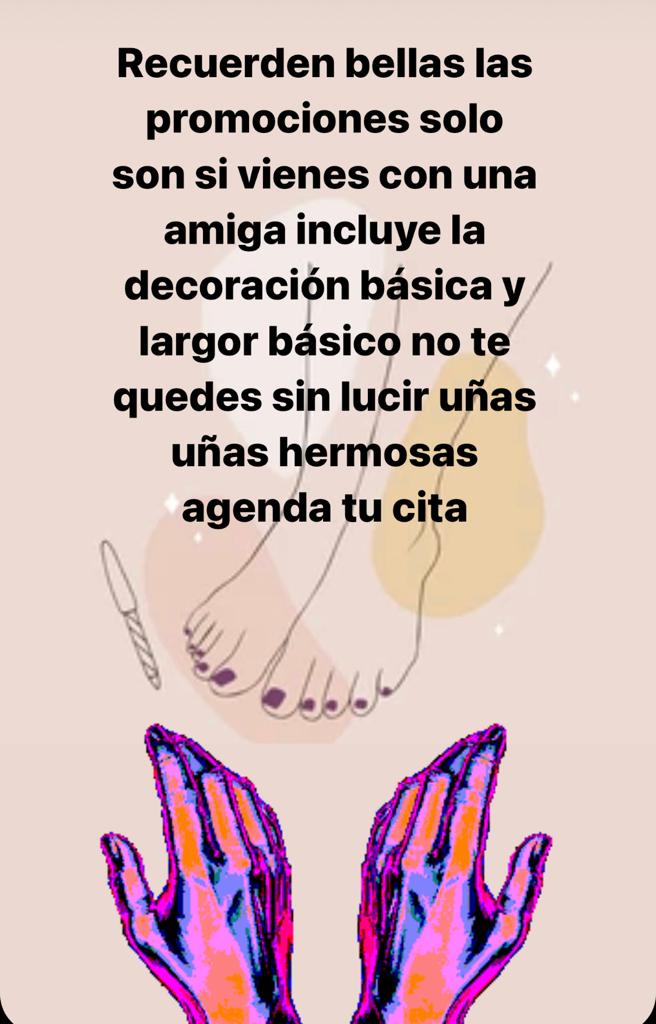 Recuerden bellas las
promociones solo
son si vienes con una
amiga incluye la
decoración básica y
largor básico no te
quedes sin lucir uñas
uñas hermosas
agenda tu cita